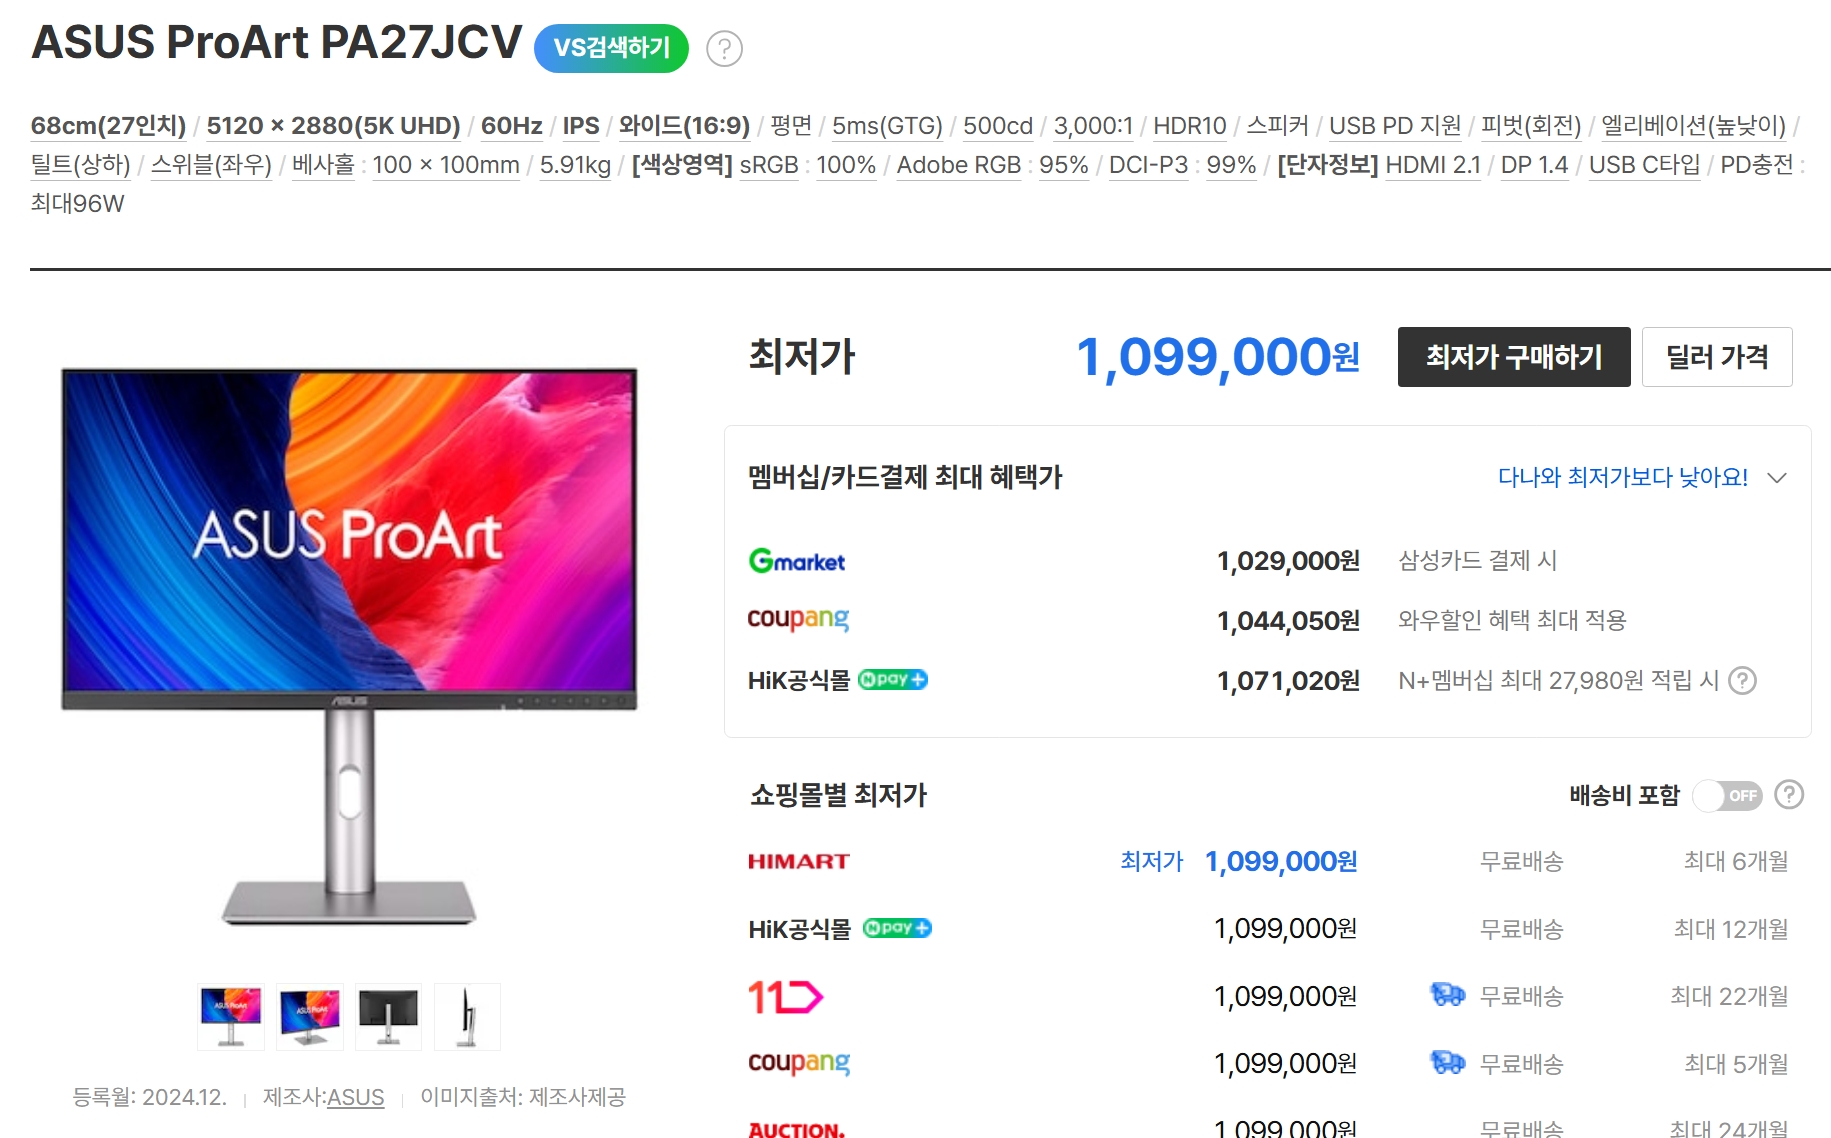 ASUS ProArt PA27JCV VS검색하기 ?
68cm(27인치) / 5120 × 2880(5K UHD) / 60Hz / IPS / 와이드(16:9) / 평면 / 5ms(GTG) / 500cd / 3,000:1 / HDR10 / 스피커 / USB PD 지원 / 피벗(회전) / 엘리베이션(높낮이) /
틸트(상하) / 스위블(좌우) / 베사홀 : 100 × 100mm / 5.91kg / [색상영역] sRGB : 100% / Adobe RGB : 95% / DCI-P3 : 99% / [단자정보] HDMI 2.1 / DP 1.4 / USB C타입 / PD충전 :
최대96W
ASUS ProArt
ASUS
등록월: 2024.12. | 제조사:ASUS | 이미지출처: 제조사제공
최저가 1,099,000원 최저가 구매하기 딜러 가격
멤버십/카드결제 최대 혜택가 다나와 최저가보다 낮아요!
Gmarket 1,029,000원 삼성카드 결제 시
coupang 1,044,050원 와우할인 혜택 최대 적용
HiK공식몰 N pay+ 1,071,020원 N+멤버십 최대 27,980원 적립 시 ?
쇼핑몰별 최저가 배송비 포함 OFF ?
HIMART 최저가 1,099,000원 무료배송 최대 6개월
HiK공식몰 N pay+ 1,099,000원 무료배송 최대 12개월
11 1,099,000원 무료배송 최대 22개월
coupang 1,099,000원 무료배송 최대 5개월
AUCTION. 1,099,000원 무료배송 최대 24개월